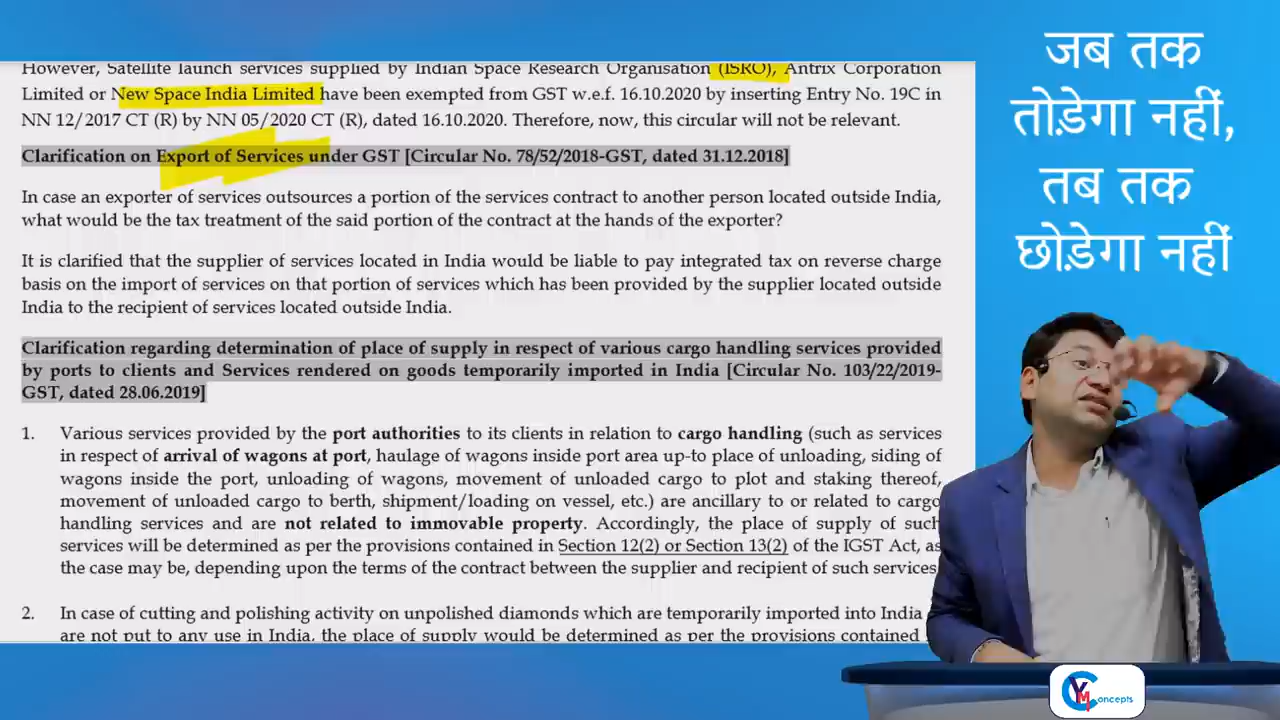 However, Satellite launch services supplied by Indian Space Research Organisation (ISRO), Antrix Corporation
Limited or New Space India Limited have been exempted from GST w.e.f. 16.10.2020 by inserting Entry No. 19C in
NN 12/2017 CT (R) by NN 05/2020 CT (R), dated 16.10.2020. Therefore, now, this circular will not be relevant.
Clarification on Export of Services under GST [Circular No. 78/52/2018-GST, dated 31.12.2018]
In case an exporter of services outsources a portion of the services contract to another person located outside India,
what would be the tax treatment of the said portion of the contract at the hands of the exporter?
It is clarified that the supplier of services located in India would be liable to pay integrated tax on reverse charge
basis on the import of services on that portion of services which has been provided by the supplier located outside
India to the recipient of services located outside India.
Clarification regarding determination of place of supply in respect of various cargo handling services provided
by ports to clients and Services rendered on goods temporarily imported in India [Circular No. 103/22/2019-
GST, dated 28.06.2019]
1. Various services provided by the port authorities to its clients in relation to cargo handling (such as services
in respect of arrival of wagons at port, haulage of wagons inside port area up-to place of unloading, siding of
wagons inside the port, unloading of wagons, movement of unloaded cargo to plot and staking thereof,
movement of unloaded cargo to berth, shipment/loading on vessel, etc.) are ancillary to or related to cargo
handling services and are not related to immovable property. Accordingly, the place of supply of such
services will be determined as per the provisions contained in Section 12(2) or Section 13(2) of the IGST Act, as
the case may be, depending upon the terms of the contract between the supplier and recipient of such services
2. In case of cutting and polishing activity on unpolished diamonds which are temporarily imported into India
are not put to any use in India, the place of supply would be determined as per the provisions contained
जब तक
तोड़ेगा नहीं,
तब तक
छोड़ेगा नहीं
CYM oncepts